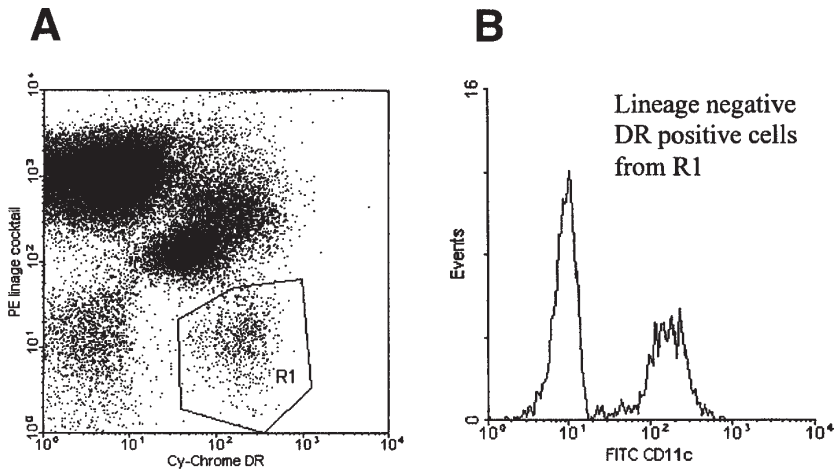 A
10⁴
10³
10²
10¹
10⁰
PE linage cocktail
R1
10⁰ 10¹ 10² 10³ 10⁴
Cy-Chrome DR
B
16
0
Events
Lineage negative
DR positive cells
from R1
10⁰ 10¹ 10² 10³ 10⁴
FITC CD11c